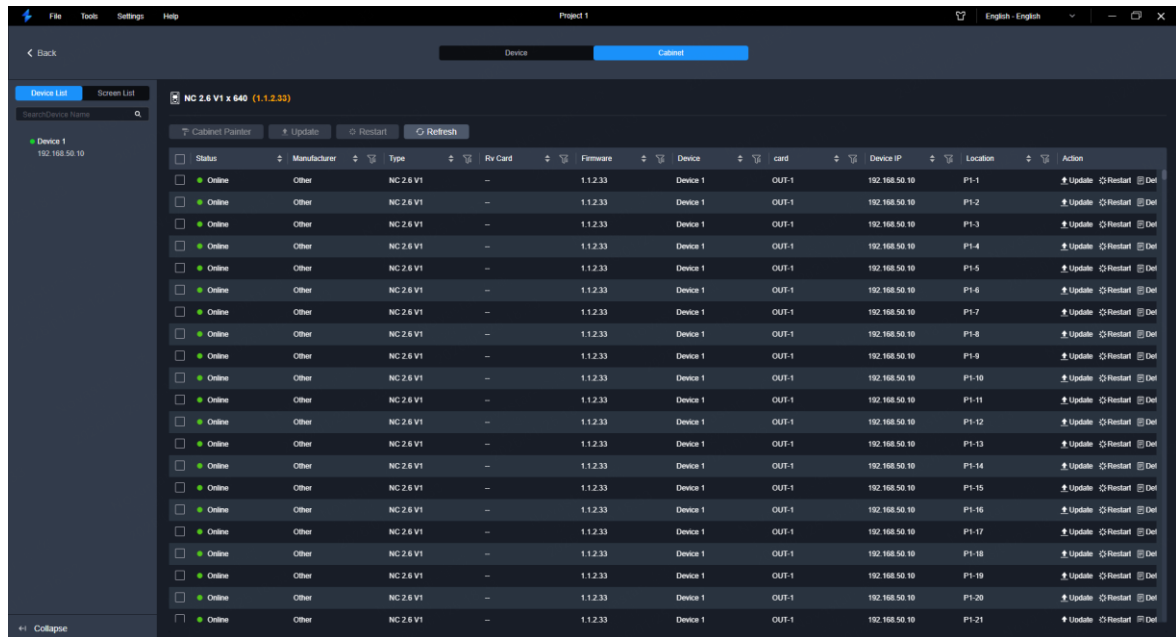 File Tools Settings Help Project 1 English - English
Back Device Cabinet
Device List Screen List
SearchDevice Name
Device 1
192.168.50.10
NC 2.6 V1 x 640 (1.1.2.33)
Cabinet Painter Update Restart Refresh
Status Manufacturer Type Rv Card Firmware Device card Device IP Location Action
Online Other NC 2.6 V1 -- 1.1.2.33 Device 1 OUT-1 192.168.50.10 P1-1 Update Restart Det
Online Other NC 2.6 V1 -- 1.1.2.33 Device 1 OUT-1 192.168.50.10 P1-2 Update Restart Det
Online Other NC 2.6 V1 -- 1.1.2.33 Device 1 OUT-1 192.168.50.10 P1-3 Update Restart Det
Online Other NC 2.6 V1 -- 1.1.2.33 Device 1 OUT-1 192.168.50.10 P1-4 Update Restart Det
Online Other NC 2.6 V1 -- 1.1.2.33 Device 1 OUT-1 192.168.50.10 P1-5 Update Restart Det
Online Other NC 2.6 V1 -- 1.1.2.33 Device 1 OUT-1 192.168.50.10 P1-6 Update Restart Det
Online Other NC 2.6 V1 -- 1.1.2.33 Device 1 OUT-1 192.168.50.10 P1-7 Update Restart Det
Online Other NC 2.6 V1 -- 1.1.2.33 Device 1 OUT-1 192.168.50.10 P1-8 Update Restart Det
Online Other NC 2.6 V1 -- 1.1.2.33 Device 1 OUT-1 192.168.50.10 P1-9 Update Restart Det
Online Other NC 2.6 V1 -- 1.1.2.33 Device 1 OUT-1 192.168.50.10 P1-10 Update Restart Det
Online Other NC 2.6 V1 -- 1.1.2.33 Device 1 OUT-1 192.168.50.10 P1-11 Update Restart Det
Online Other NC 2.6 V1 -- 1.1.2.33 Device 1 OUT-1 192.168.50.10 P1-12 Update Restart Det
Online Other NC 2.6 V1 -- 1.1.2.33 Device 1 OUT-1 192.168.50.10 P1-13 Update Restart Det
Online Other NC 2.6 V1 -- 1.1.2.33 Device 1 OUT-1 192.168.50.10 P1-14 Update Restart Det
Online Other NC 2.6 V1 -- 1.1.2.33 Device 1 OUT-1 192.168.50.10 P1-15 Update Restart Det
Online Other NC 2.6 V1 -- 1.1.2.33 Device 1 OUT-1 192.168.50.10 P1-16 Update Restart Det
Online Other NC 2.6 V1 -- 1.1.2.33 Device 1 OUT-1 192.168.50.10 P1-17 Update Restart Det
Online Other NC 2.6 V1 -- 1.1.2.33 Device 1 OUT-1 192.168.50.10 P1-18 Update Restart Det
Online Other NC 2.6 V1 -- 1.1.2.33 Device 1 OUT-1 192.168.50.10 P1-19 Update Restart Det
Online Other NC 2.6 V1 -- 1.1.2.33 Device 1 OUT-1 192.168.50.10 P1-20 Update Restart Det
Online Other NC 2.6 V1 -- 1.1.2.33 Device 1 OUT-1 192.168.50.10 P1-21 Update Restart Det
Collapse